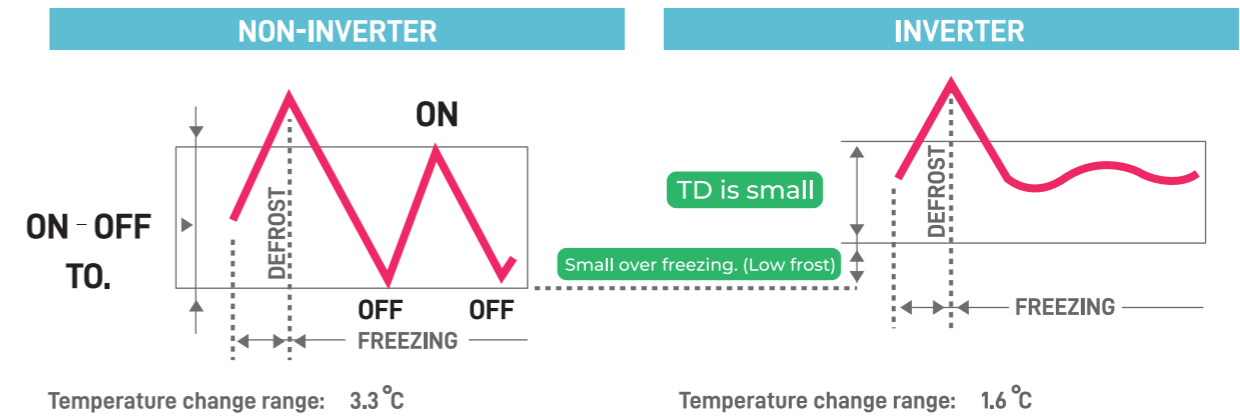 NON-INVERTER
ON
ON - OFF
TO.
DEFROST
OFF
OFF
FREEZING
Temperature change range: 3.3 °C
INVERTER
TD is small
DEFROST
Small over freezing. (Low frost)
FREEZING
Temperature change range: 1.6 °C